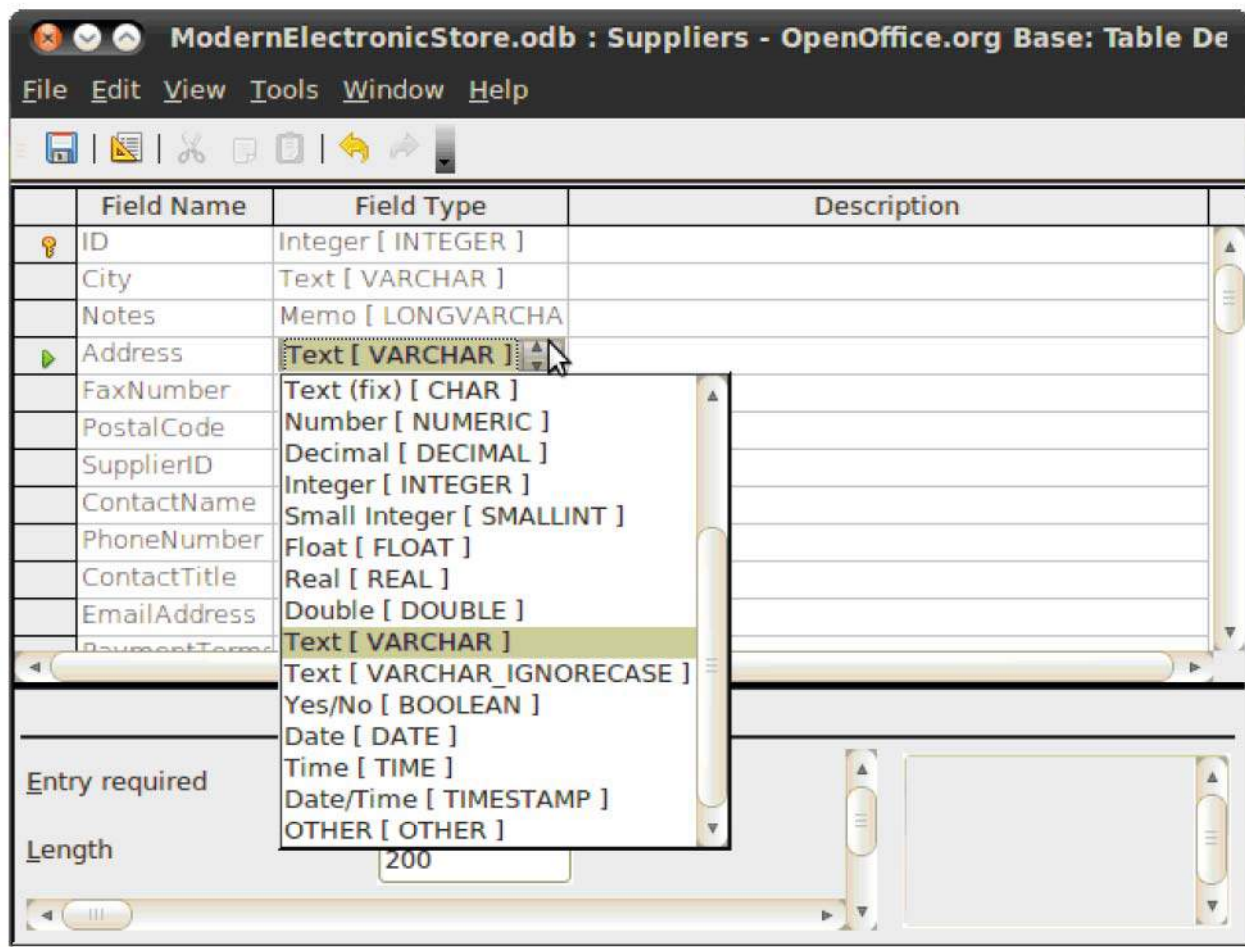 ModernElectronicStore.odb : Suppliers - OpenOffice.org Base: Table De
File Edit View Tools Window Help
Field Name Field Type Description
ID Integer [ INTEGER ]
City Text [ VARCHAR ]
Notes Memo [ LONGVARCHA
Address Text [ VARCHAR ]
FaxNumber
PostalCode
SupplierID
ContactName
PhoneNumber
ContactTitle
EmailAddress
PaymentTerms
Text (fix) [ CHAR ]
Number [ NUMERIC ]
Decimal [ DECIMAL ]
Integer [ INTEGER ]
Small Integer [ SMALLINT ]
Float [ FLOAT ]
Real [ REAL ]
Double [ DOUBLE ]
Text [ VARCHAR ]
Text [ VARCHAR_IGNORECASE ]
Yes/No [ BOOLEAN ]
Date [ DATE ]
Time [ TIME ]
Date/Time [ TIMESTAMP ]
OTHER [ OTHER ]
Entry required
Length 200